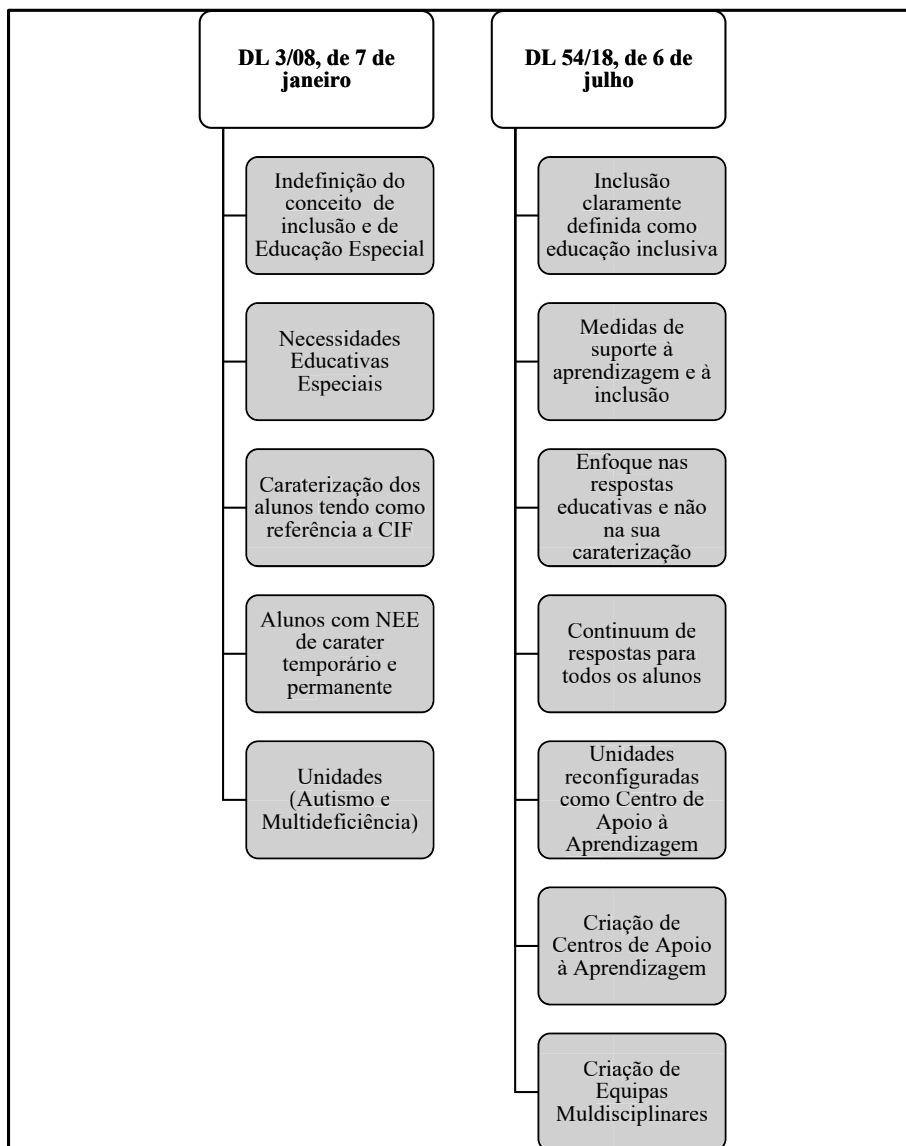 DL 3/08, de 7 de
janeiro
Indefinição do
conceito de
inclusão e de
Educação Especial
Necessidades
Educativas
Especiais
Caraterização dos
alunos tendo como
referência a CIF
Alunos com NEE
de carater
temporário e
permanente
Unidades
(Autismo e
Multideficiência)
DL 54/18, de 6 de
julho
Inclusão
claramente
definida como
educação inclusiva
Medidas de
suporte à
aprendizagem e à
inclusão
Enfoque nas
respostas
educativas e não
na sua
caraterização
Continuum de
respostas para
todos os alunos
Unidades
reconfiguradas
como Centro de
Apoio à
Aprendizagem
Criação de
Centros de Apoio
à Aprendizagem
Criação de
Equipas
Muldisciplinares